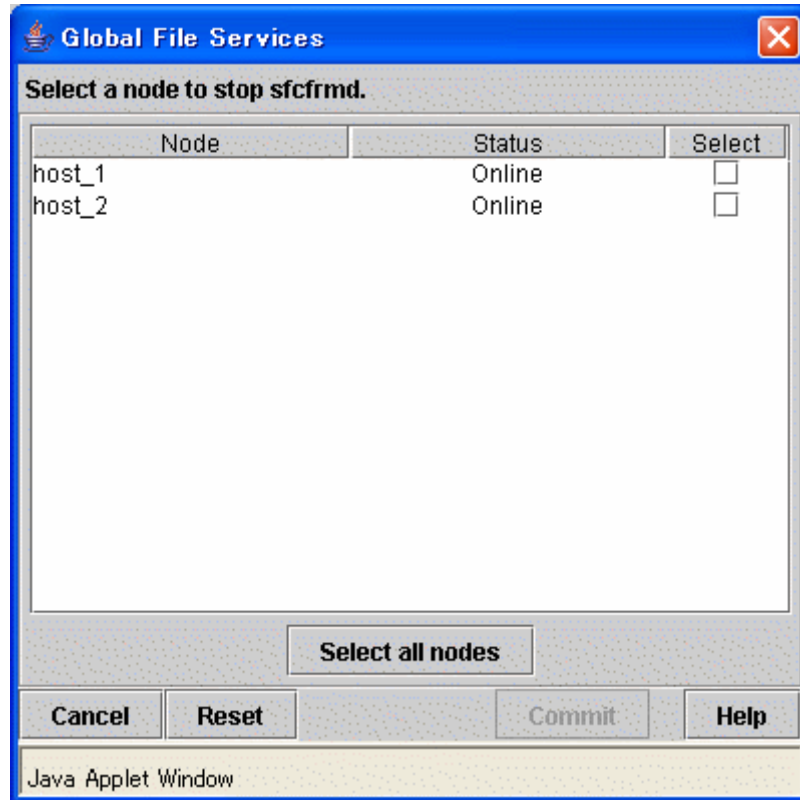 Global File Services
Select a node to stop sfcfrmd.
Node Status Select
host_1 Online
host_2 Online
Select all nodes
Cancel Reset Commit Help
Java Applet Window